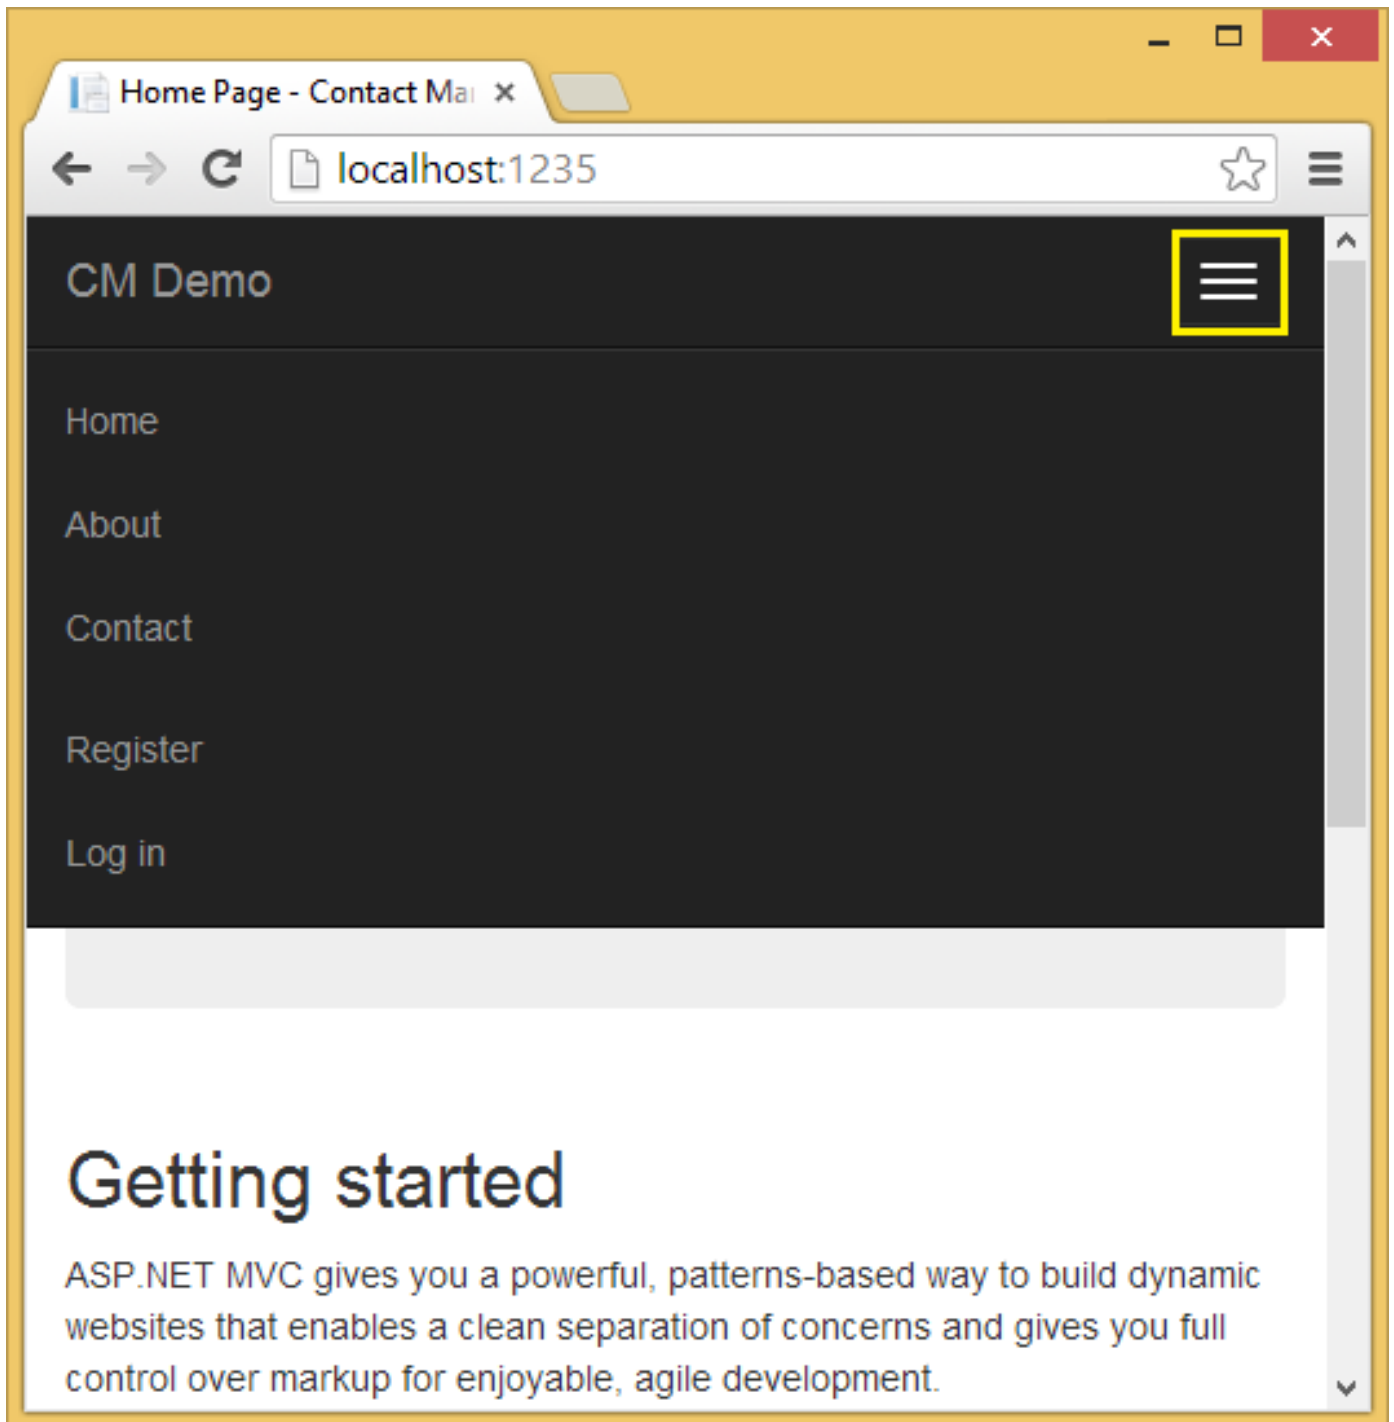 Home Page - Contact Ma
localhost:1235
CM Demo
Home
About
Contact
Register
Log in
Getting started
ASP.NET MVC gives you a powerful, patterns-based way to build dynamic
websites that enables a clean separation of concerns and gives you full
control over markup for enjoyable, agile development.